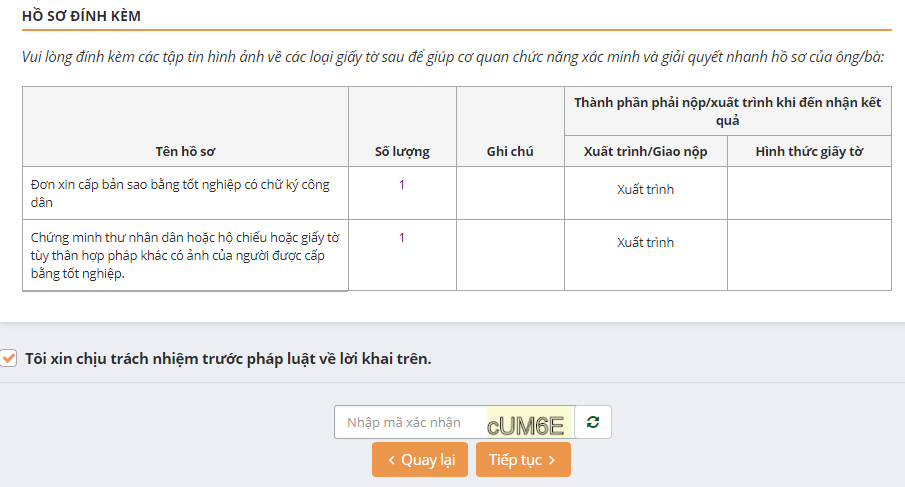 HỒ SƠ ĐÍNH KÈM
Vui lòng đính kèm các tập tin hình ảnh về các loại giấy tờ sau để giúp cơ quan chức năng xác minh và giải quyết nhanh hồ sơ của ông/bà:
Tên hồ sơ
Số lượng
Ghi chú
Thành phần phải nộp/xuất trình khi đến nhận kết
quả
Xuất trình/Giao nộp
Hình thức giấy tờ
Đơn xin cấp bản sao bằng tốt nghiệp có chữ ký công
dân
1
Xuất trình
Chứng minh thư nhân dân hoặc hộ chiếu hoặc giấy tờ
tùy thân hợp pháp khác có ảnh của người được cấp
bằng tốt nghiệp.
1
Xuất trình
Tôi xin chịu trách nhiệm trước pháp luật về lời khai trên.
Nhập mã xác nhận
cUM6E
Quay lại
Tiếp tục